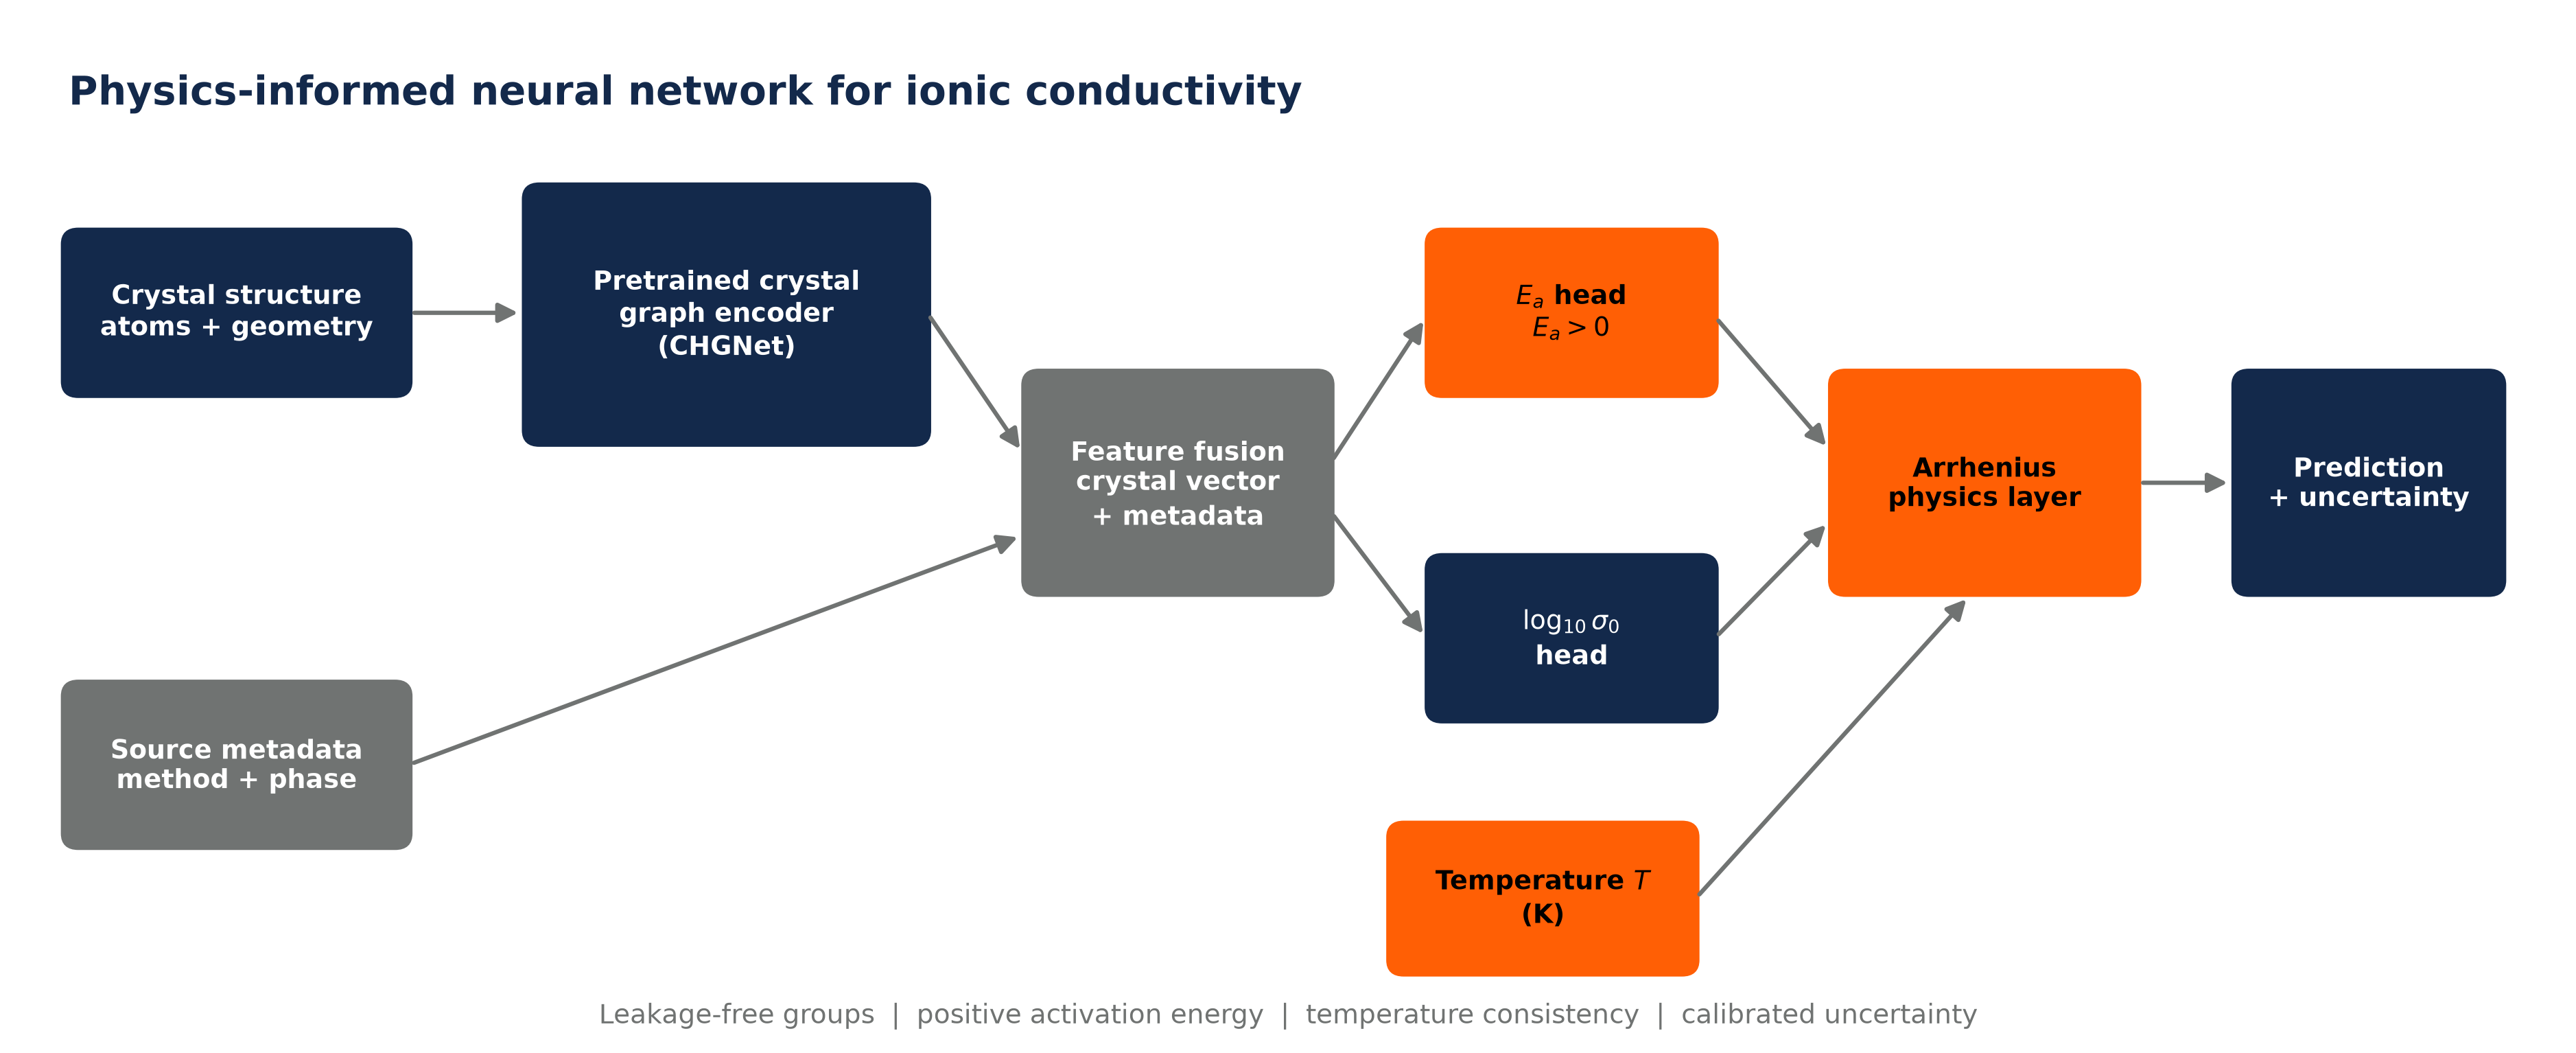 Physics-informed neural network for ionic conductivity
Crystal structure
atoms + geometry
Pretrained crystal
graph encoder
(CHGNet)
Source metadata
method + phase
Feature fusion
crystal vector
+ metadata
Eₐ head
Eₐ > 0
log₁₀ σ₀
head
Temperature T
(K)
Arrhenius
physics layer
Prediction
+ uncertainty
Leakage-free groups | positive activation energy | temperature consistency | calibrated uncertainty